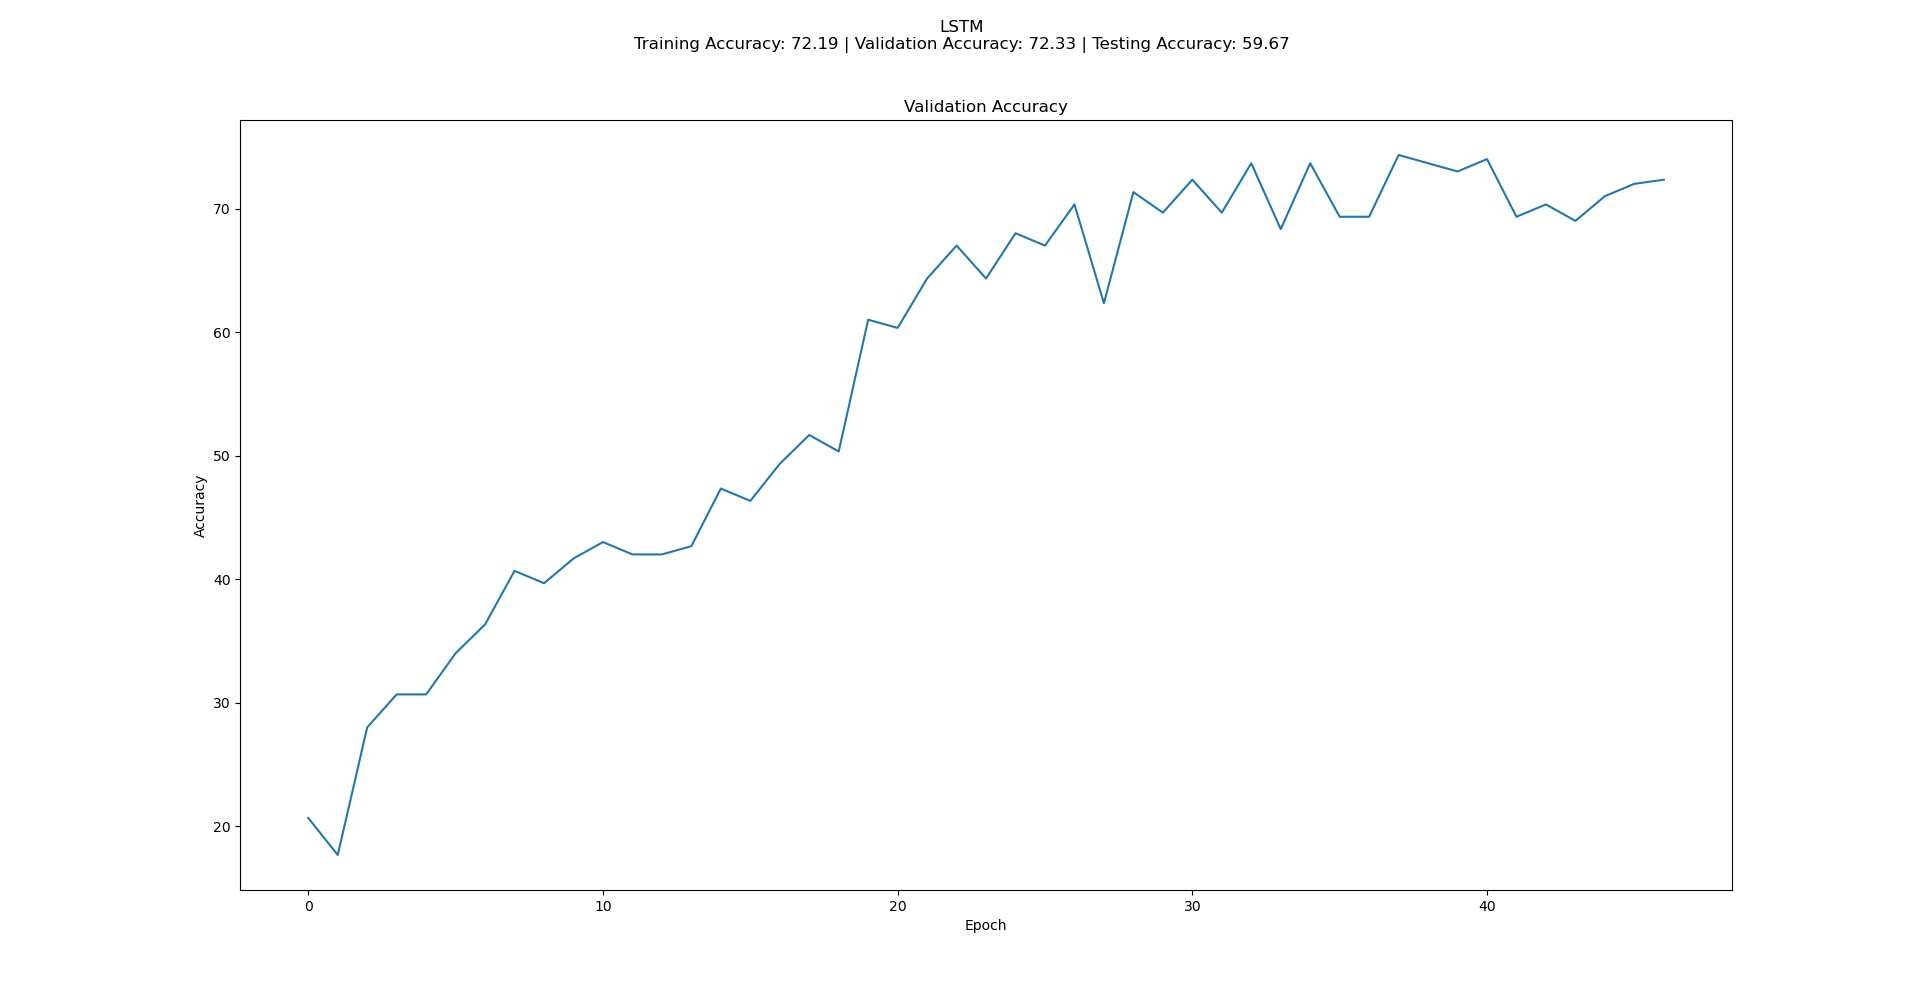 LSTM
Training Accuracy: 72.19 | Validation Accuracy: 72.33 | Testing Accuracy: 59.67
Validation Accuracy
Accuracy
70
60
50
40
30
20
0 10 20 30 40
Epoch